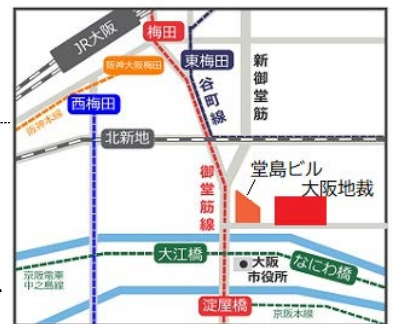 JR大阪
梅田
阪神大阪梅田
東梅田
新御堂筋
谷町線
阪神本線
西梅田
北新地
御堂筋線
堂島ビル
大阪地裁
大江橋
なにわ橋
京阪電車
中之島線
大阪
市役所
淀屋橋
京阪本線